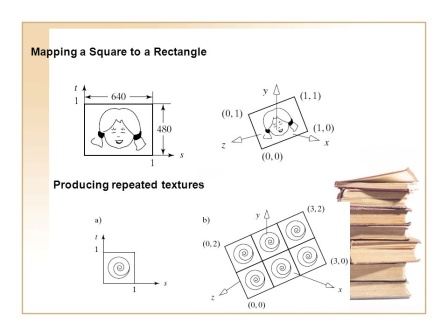 Mapping a Square to a Rectangle
t
1
640
480
1
s
y
(1, 1)
(0, 1)
(1, 0)
z
x
(0, 0)
Producing repeated textures
a)
t
1
1
s
b)
y
(3, 2)
(0, 2)
(3, 0)
z
x
(0, 0)